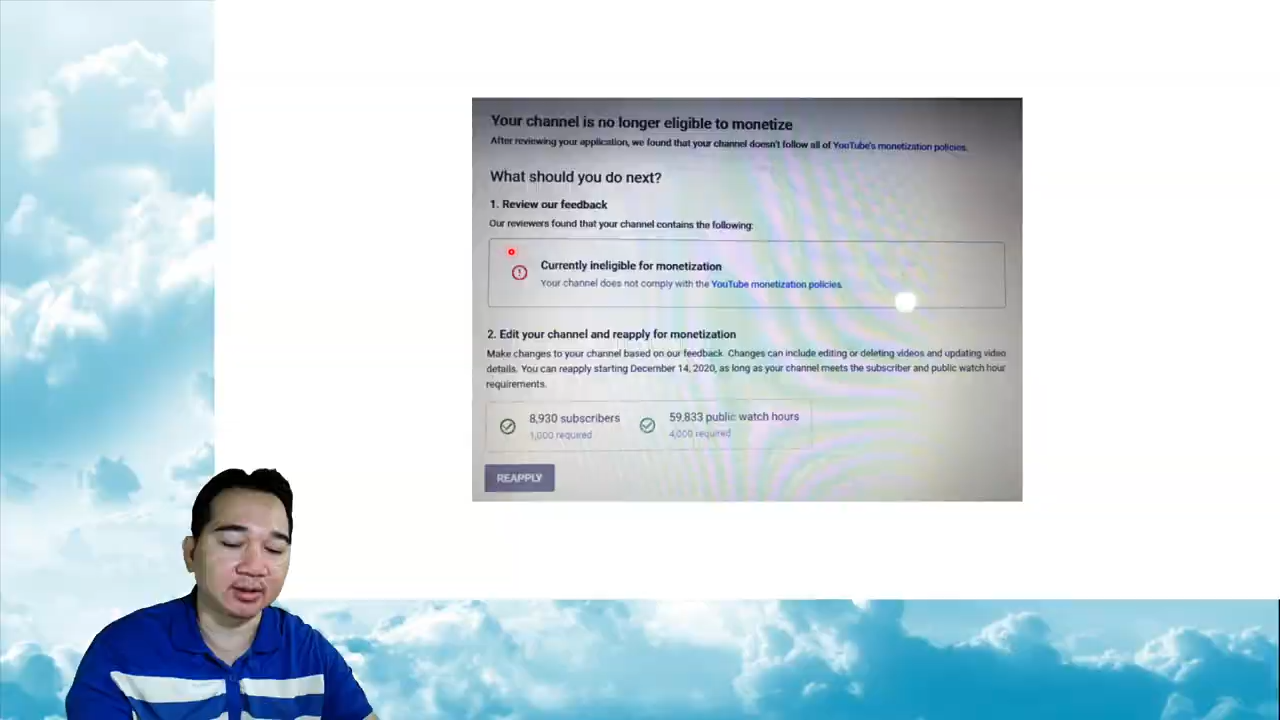 Your channel is no longer eligible to monetize
After reviewing your application, we found that your channel doesn't follow all of YouTube's monetization policies.
What should you do next?
1. Review our feedback
Our reviewers found that your channel contains the following:
Currently ineligible for monetization
Your channel does not comply with the YouTube monetization policies.
2. Edit your channel and reapply for monetization
Make changes to your channel based on our feedback. Changes can include editing or deleting videos and updating video
details. You can reapply starting December 14, 2020, as long as your channel meets the subscriber and public watch hour
requirements.
8,930 subscribers
1,000 required
59,833 public watch hours
4,000 required
REAPPLY